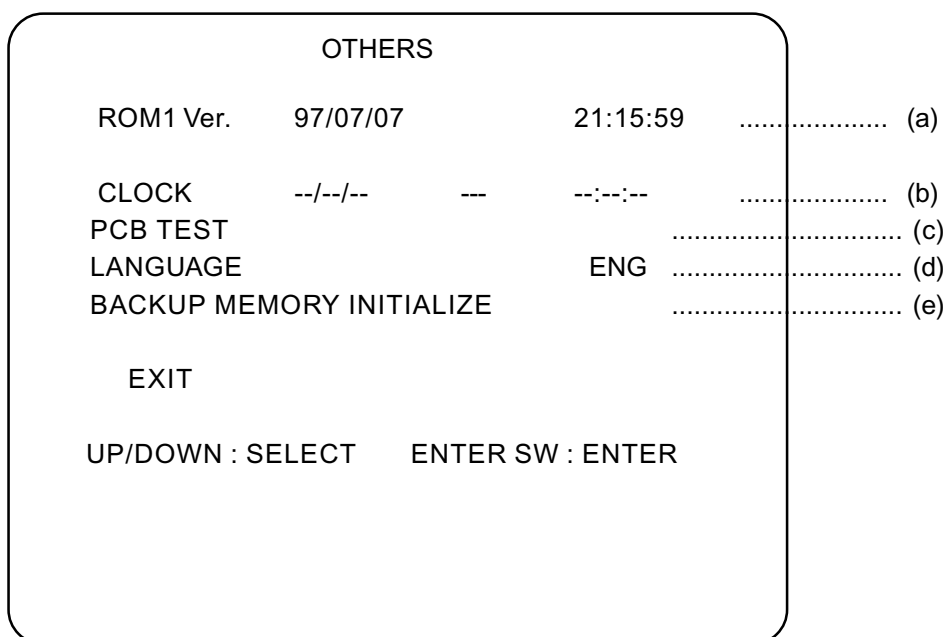 OTHERS
ROM1 Ver. 97/07/07 21:15:59 .................... (a)
CLOCK --/--/-- --- --:--:-- .................... (b)
PCB TEST ............................... (c)
LANGUAGE ENG ............................... (d)
BACKUP MEMORY INITIALIZE ............................... (e)
EXIT
UP/DOWN : SELECT ENTER SW : ENTER